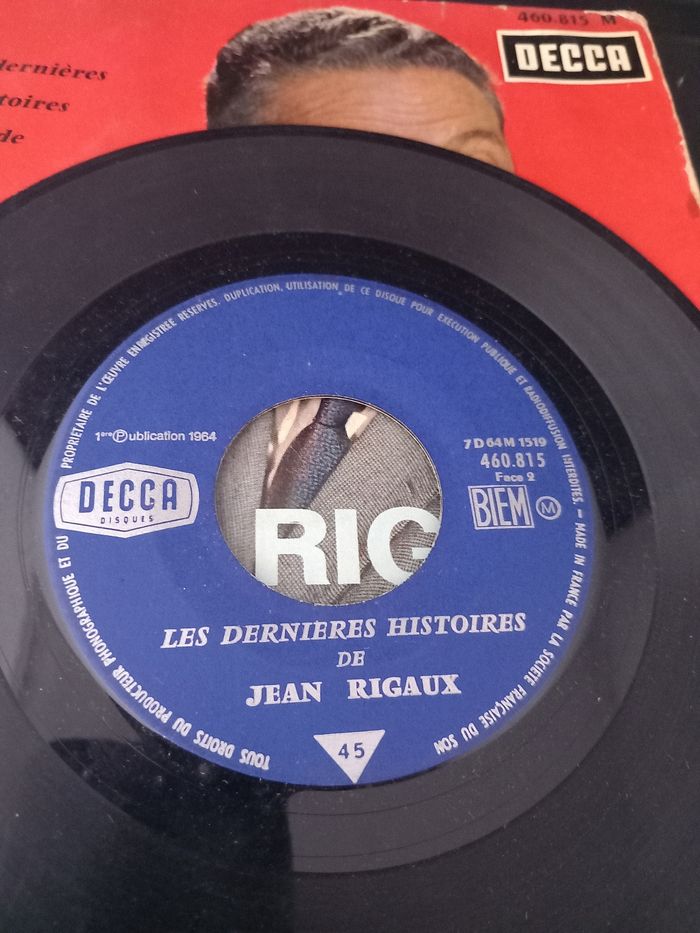 460.815 M
DECCA
dernières
toires
de
PROPRIETAIRE DE L'ŒUVRE ENREGISTREE RESERVES. DUPLICATION, UTILISATION DE CE DISQUE POUR EXECUTION PUBLIQUE ET RADIODIFFUSION INTERDITES. - MADE IN FRANCE PAR LA SOCIETE FRANÇAISE DU SON
TOUS DROITS DU PRODUCTEUR PHONOGRAPHIQUE ET DU
1ere Ⓟublication 1964
7 D 64 M 1519
460.815
Face 2
DECCA
DISQUES
BIEM Ⓜ
RIG
LES DERNIERES HISTOIRES
DE
JEAN RIGAUX
45